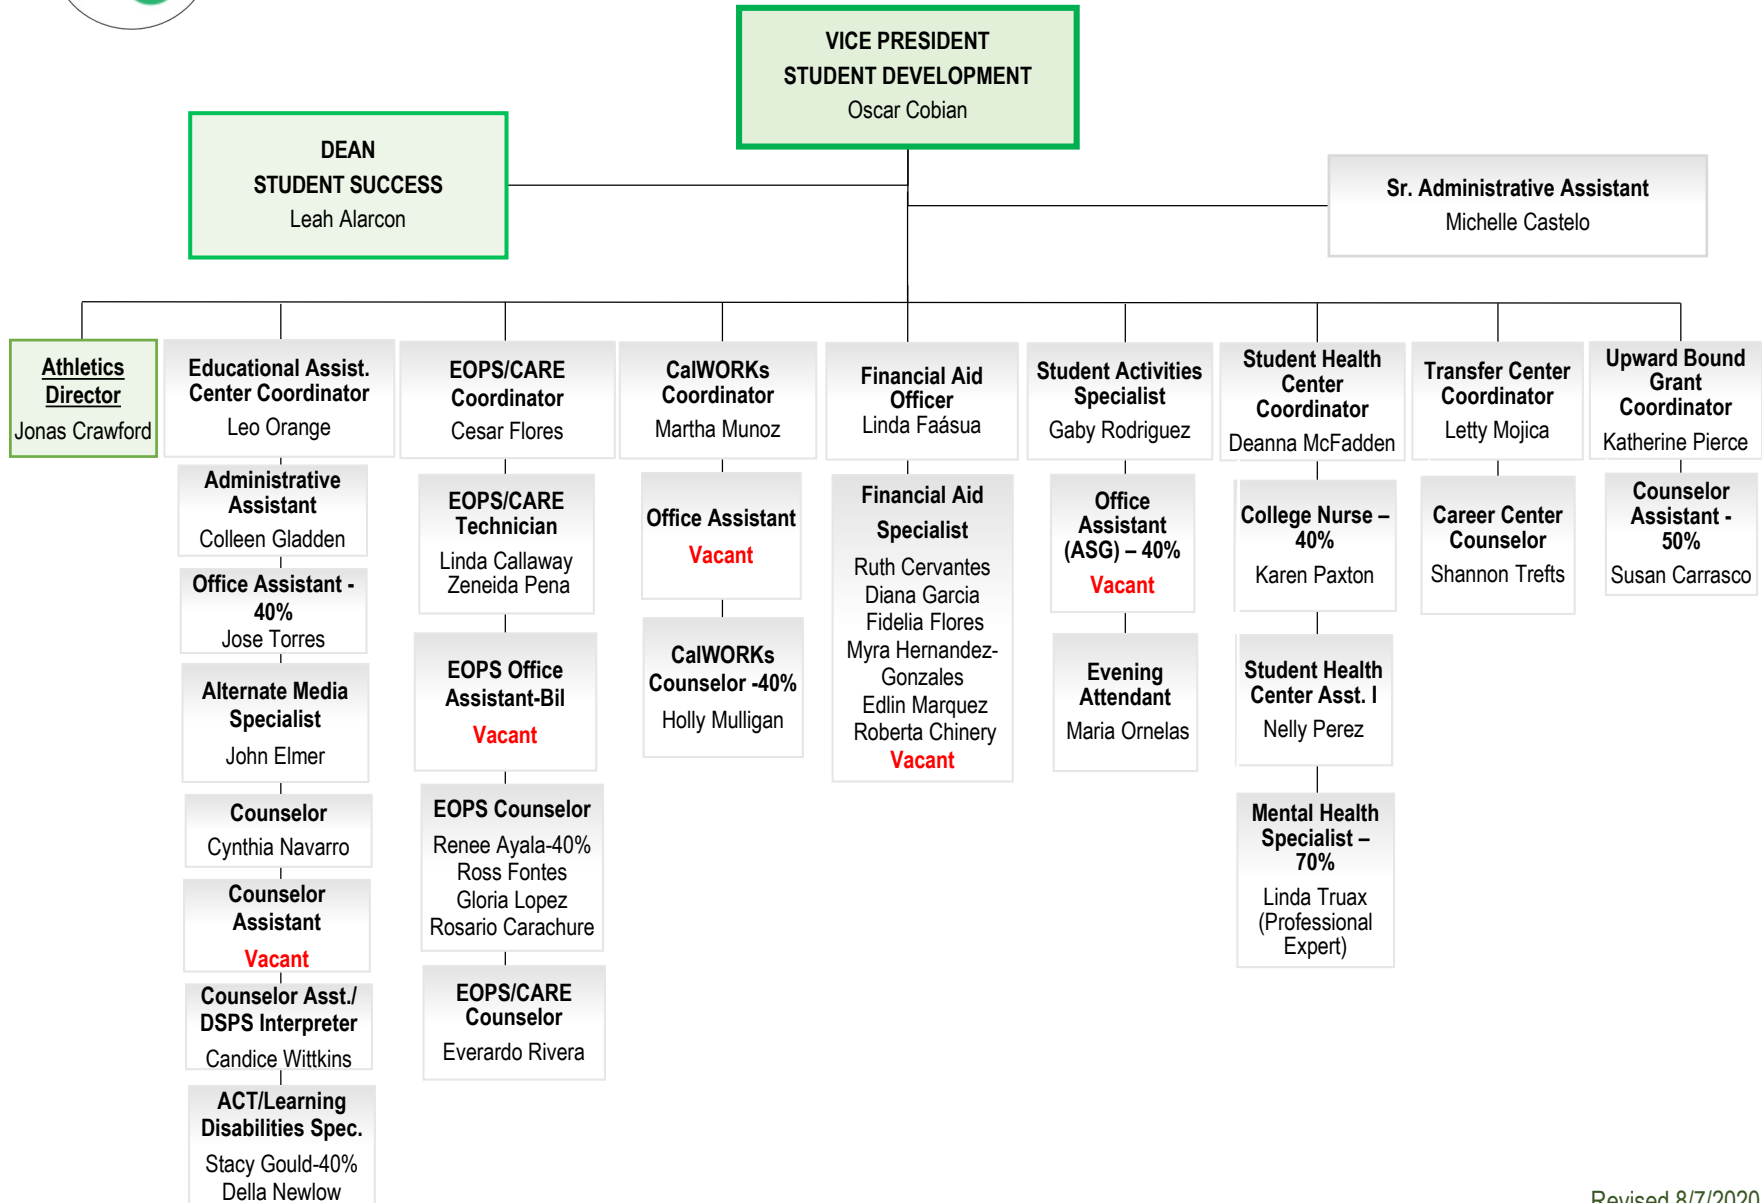 VICE PRESIDENT
STUDENT DEVELOPMENT
Oscar Cobian
DEAN
STUDENT SUCCESS
Leah Alarcon
Sr. Administrative Assistant
Michelle Castelo
Athletics
Director
Jonas Crawford
Educational Assist.
Center Coordinator
Leo Orange
Administrative
Assistant
Colleen Gladden
Office Assistant -
40%
Jose Torres
Alternate Media
Specialist
John Elmer
Counselor
Cynthia Navarro
Counselor
Assistant
Vacant
Counselor Asst./
DSPS Interpreter
Candice Wittkins
ACT/Learning
Disabilities Spec.
Stacy Gould-40%
Della Newlow
EOPS/CARE
Coordinator
Cesar Flores
EOPS/CARE
Technician
Linda Callaway
Zeneida Pena
EOPS Office
Assistant-Bil
Vacant
EOPS Counselor
Renee Ayala-40%
Ross Fontes
Gloria Lopez
Rosario Carachure
EOPS/CARE
Counselor
Everardo Rivera
CalWORKs
Coordinator
Martha Munoz
Office Assistant
Vacant
CalWORKs
Counselor -40%
Holly Mulligan
Financial Aid
Officer
Linda Faásua
Financial Aid
Specialist
Ruth Cervantes
Diana Garcia
Fidelia Flores
Myra Hernandez-
Gonzales
Edlin Marquez
Roberta Chinery
Vacant
Student Activities
Specialist
Gaby Rodriguez
Office
Assistant
(ASG) – 40%
Vacant
Evening
Attendant
Maria Ornelas
Student Health
Center
Coordinator
Deanna McFadden
College Nurse –
40%
Karen Paxton
Student Health
Center Asst. I
Nelly Perez
Mental Health
Specialist –
70%
Linda Truax
(Professional
Expert)
Transfer Center
Coordinator
Letty Mojica
Career Center
Counselor
Shannon Trefts
Upward Bound
Grant
Coordinator
Katherine Pierce
Counselor
Assistant -
50%
Susan Carrasco
Revised 8/7/2020